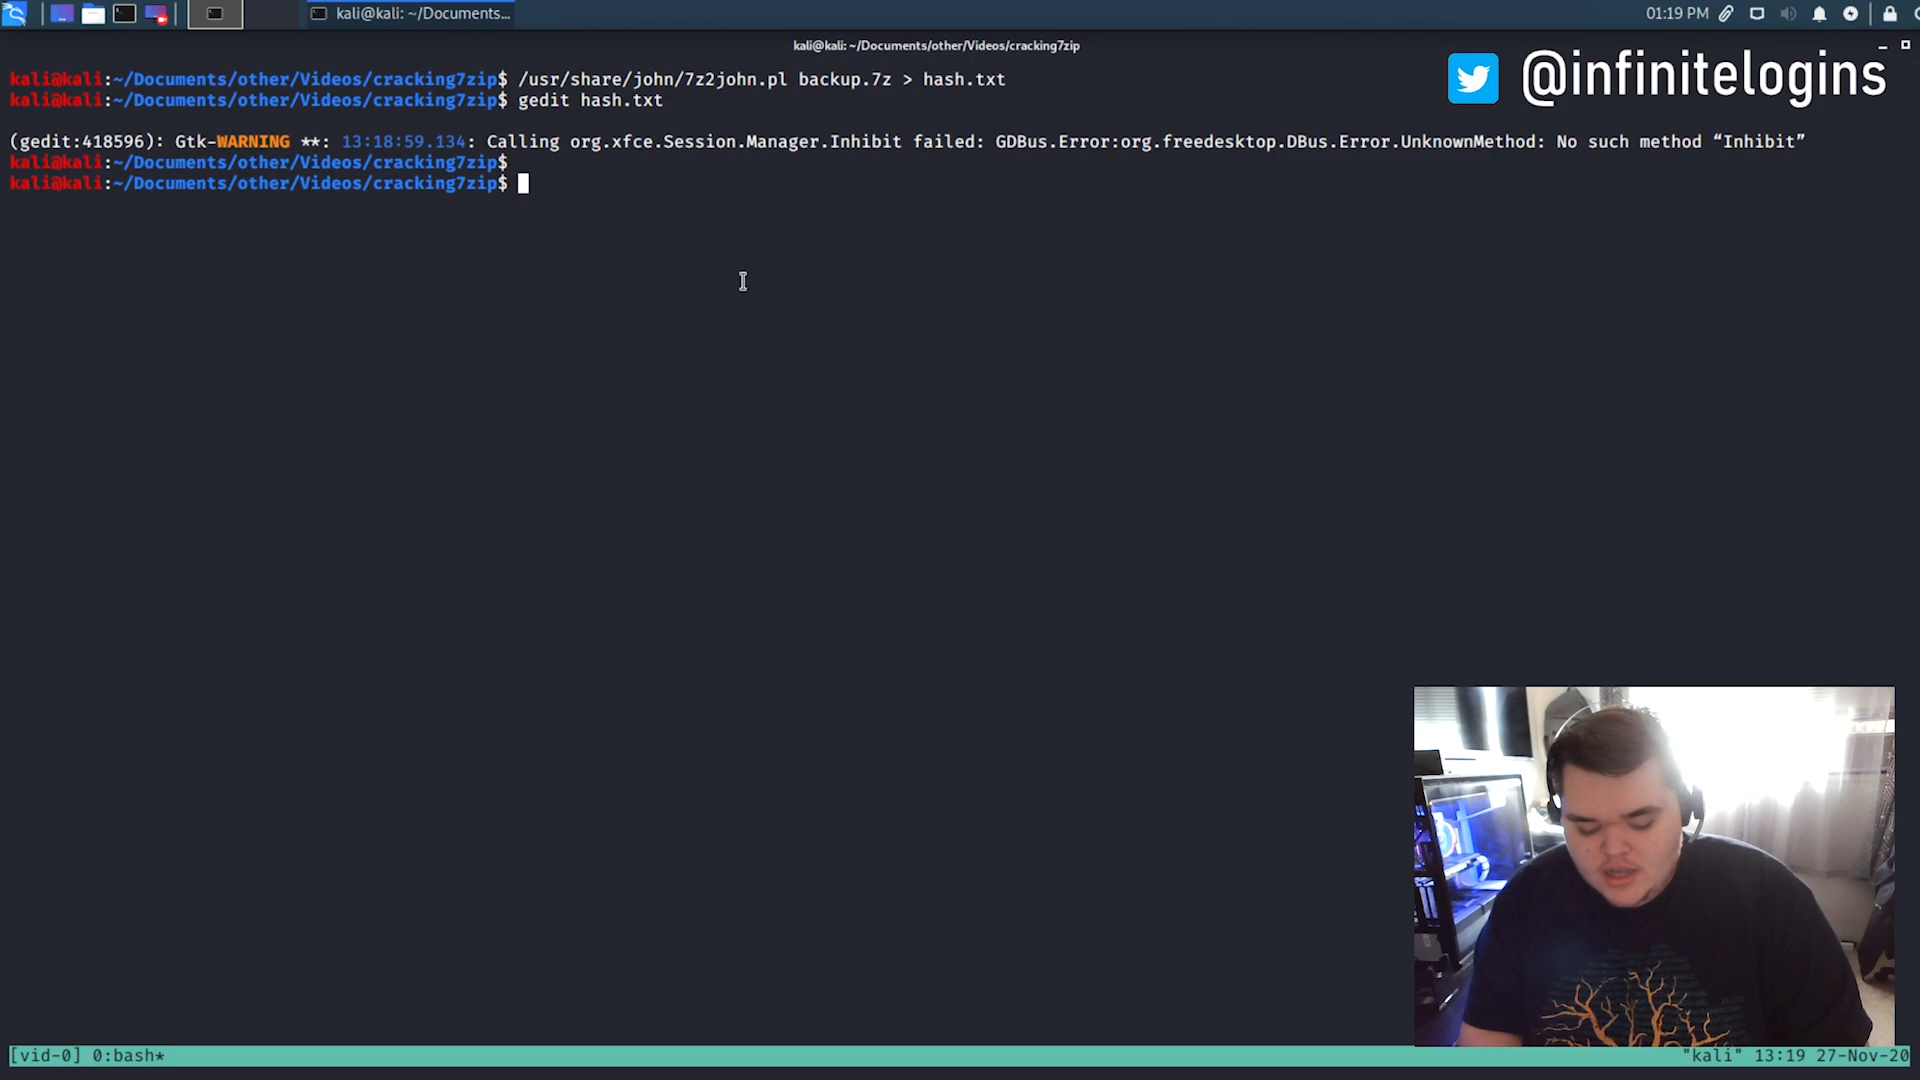 kali@kali: ~/Documents...
01:19 PM
kali@kali: ~/Documents/other/Videos/cracking7zip
@infinitelogins
kali@kali:~/Documents/other/Videos/cracking7zip$ /usr/share/john/7z2john.pl backup.7z > hash.txt
kali@kali:~/Documents/other/Videos/cracking7zip$ gedit hash.txt
(gedit:418596): Gtk-WARNING **: 13:18:59.134: Calling org.xfce.Session.Manager.Inhibit failed: GDBus.Error:org.freedesktop.DBus.Error.UnknownMethod: No such method “Inhibit”
kali@kali:~/Documents/other/Videos/cracking7zip$
kali@kali:~/Documents/other/Videos/cracking7zip$
[vid-0] 0:bash*
"kali" 13:19 27-Nov-20